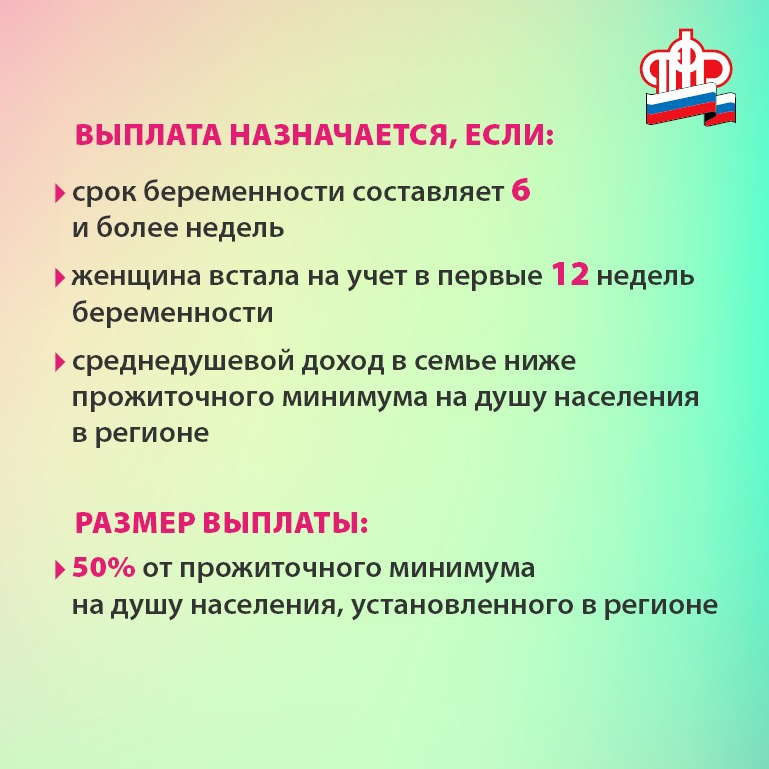 ВЫПЛАТА НАЗНАЧАЕТСЯ, ЕСЛИ:
срок беременности составляет 6
и более недель
женщина встала на учет в первые 12 недель
беременности
среднедушевой доход в семье ниже
прожиточного минимума на душу населения
в регионе
РАЗМЕР ВЫПЛАТЫ:
50% от прожиточного минимума
на душу населения, установленного в регионе